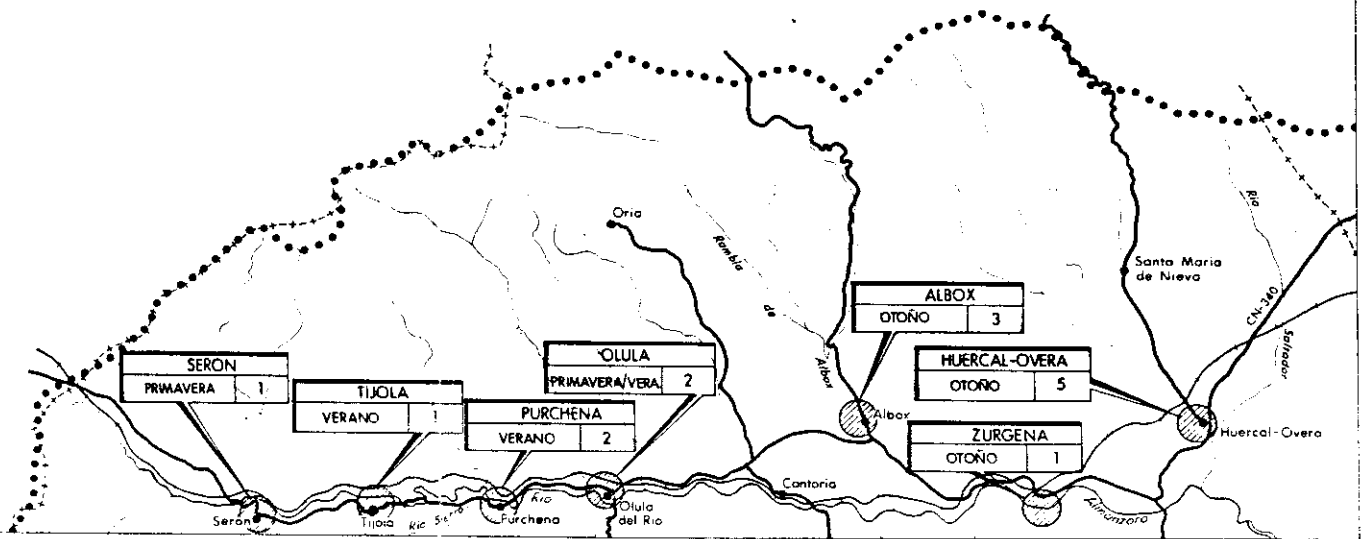 Oria
Rambla
de
Albox
Santa Maria
de Nieva
Rio
Saltador
CN-340
ALBOX
OTOÑO 3
SERON
PRIMAVERA 1
TIJOLA
VERANO 1
OLULA
PRIMAVERA/VERA. 2
PURCHENA
VERANO 2
HUERCAL-OVERA
OTOÑO 5
Albox
Huercal-Overa
ZURGENA
OTOÑO 1
Cantoria
Serón
Tijola
Rio
Purchena
Rio
Olula
del Rio
Almanzora